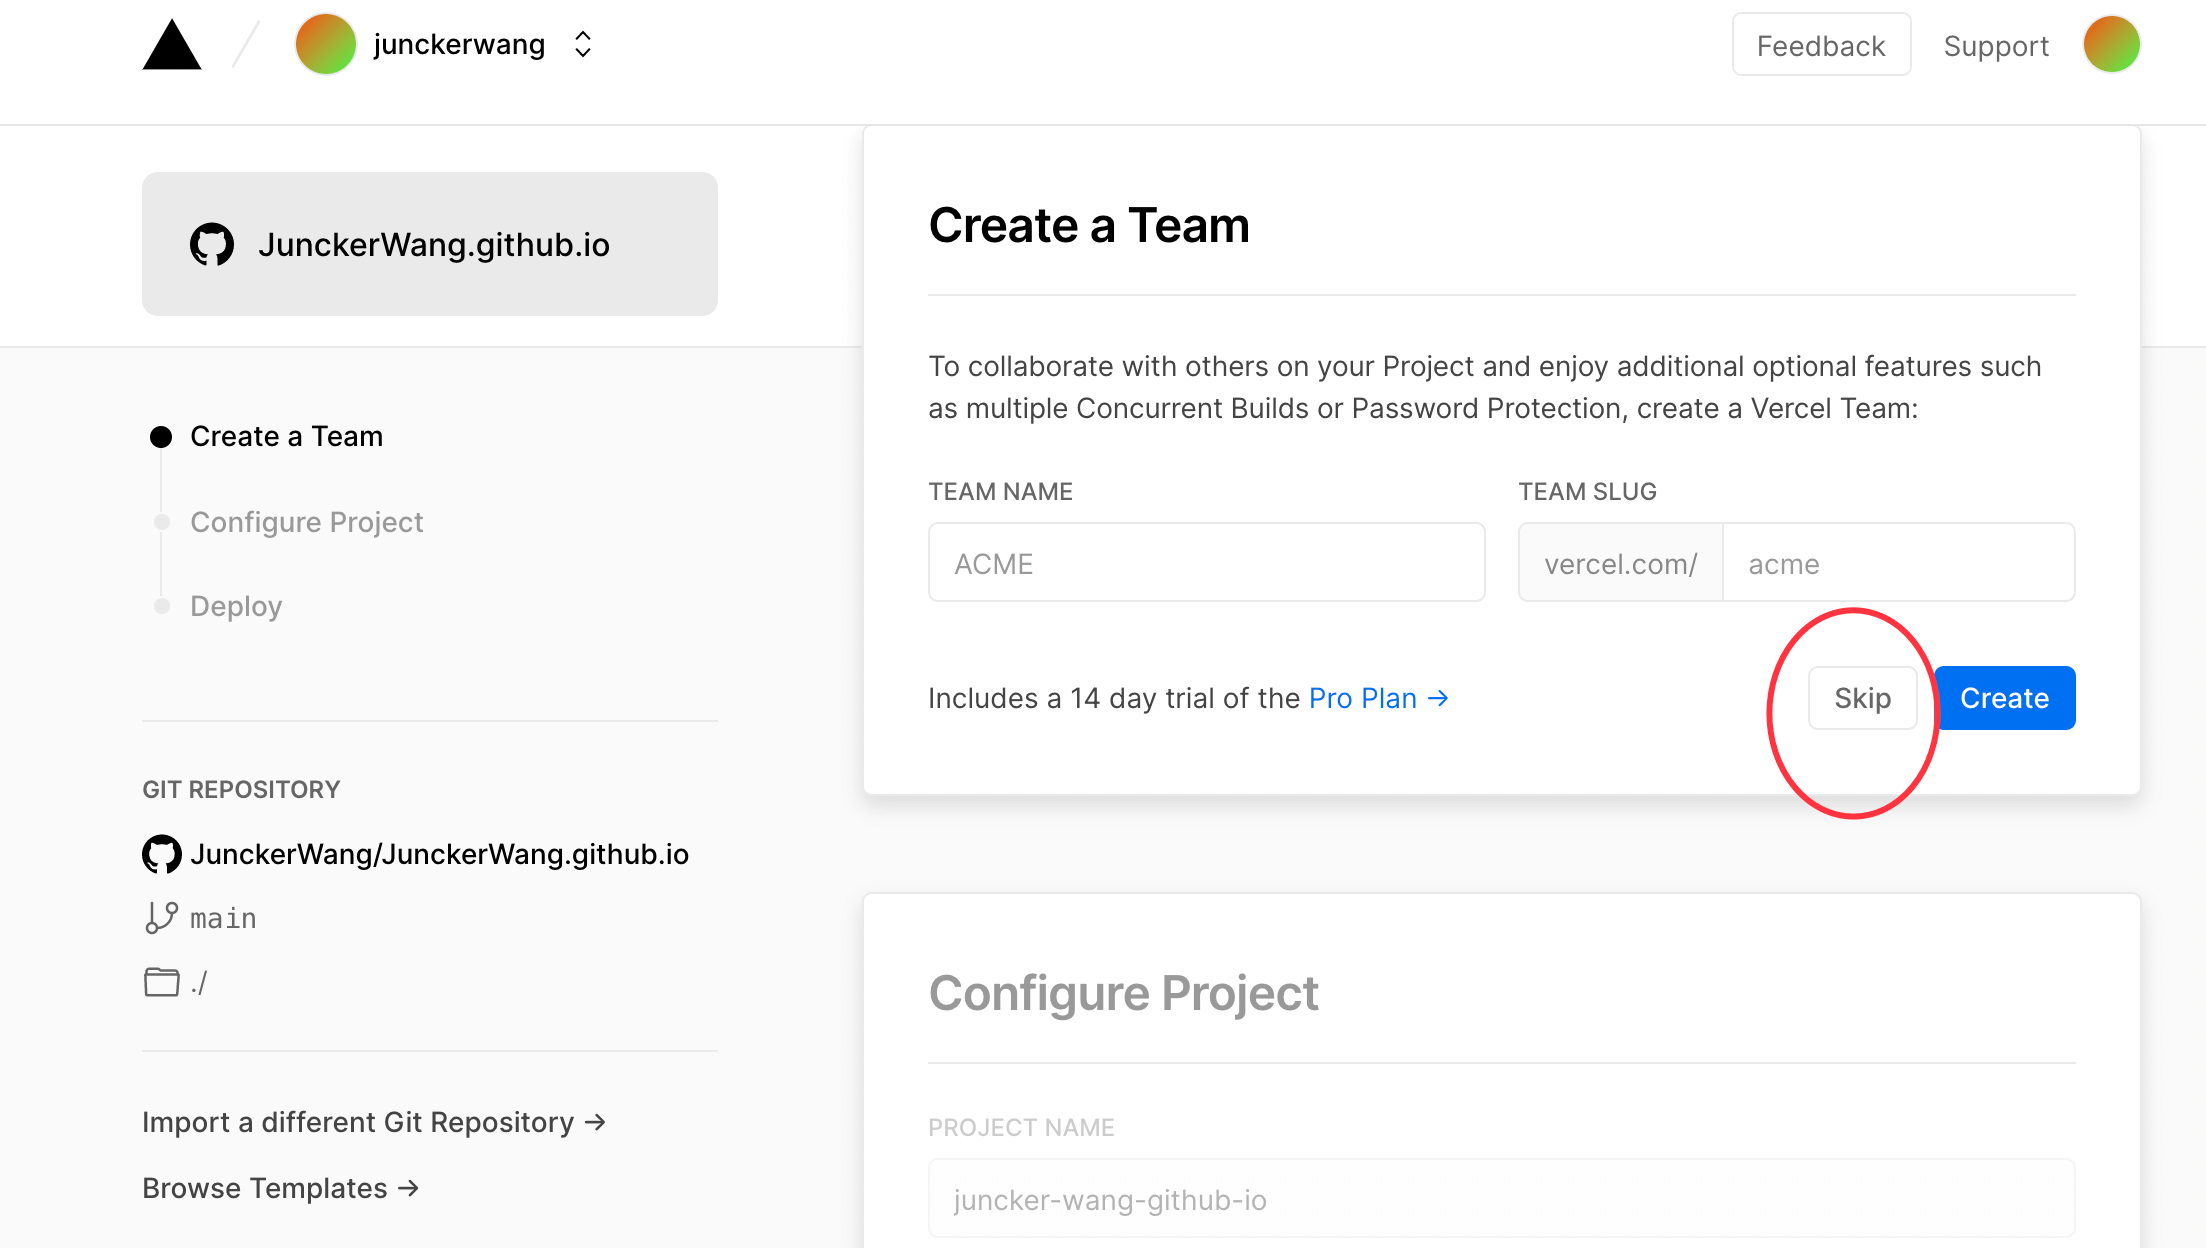 junckerwang
Feedback
Support
JunckerWang.github.io
Create a Team
Configure Project
Deploy
GIT REPOSITORY
JunckerWang/JunckerWang.github.io
main
./
Import a different Git Repository →
Browse Templates →
Create a Team
To collaborate with others on your Project and enjoy additional optional features such
as multiple Concurrent Builds or Password Protection, create a Vercel Team:
TEAM NAME
ACME
TEAM SLUG
vercel.com/ acme
Includes a 14 day trial of the Pro Plan →
Skip
Create
Configure Project
PROJECT NAME
juncker-wang-github-io